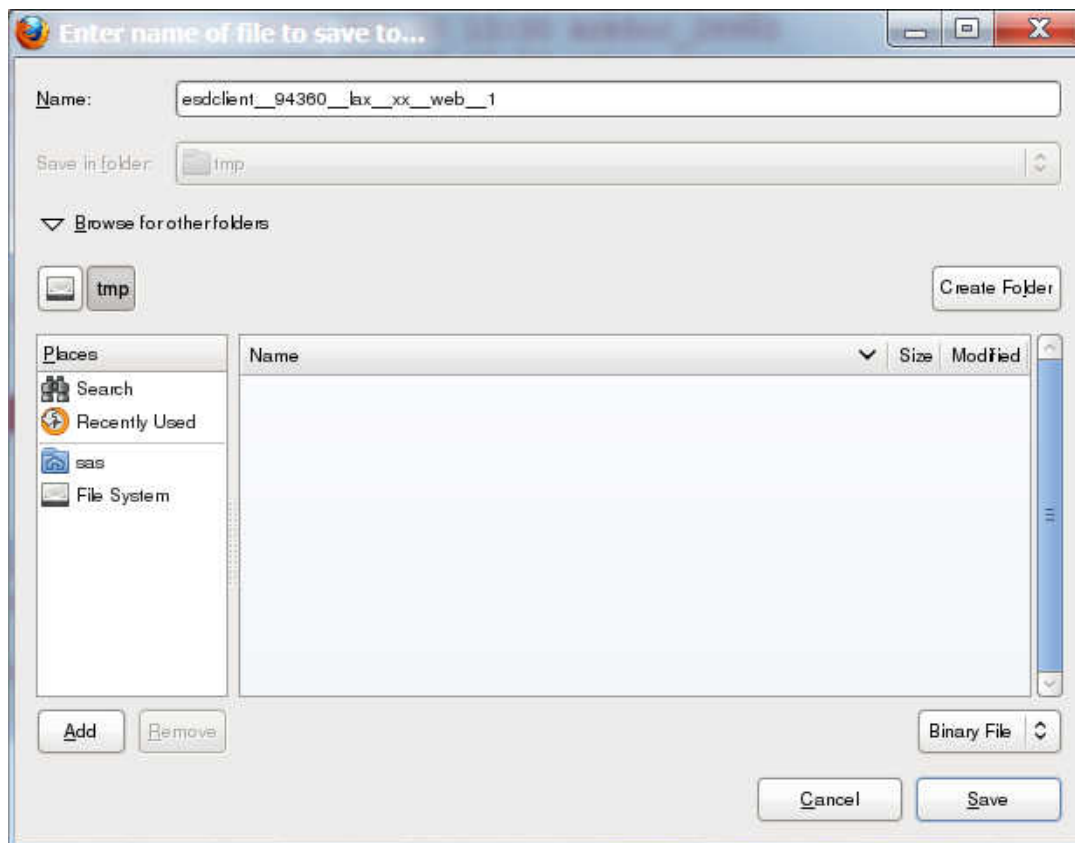 Enter name of file to save to...
Name: esdclient__94360__lax__xx__web__1
Save in folder: tmp
Browse for other folders
tmp Create Folder
Places Name Size Modified
Search
Recently Used
sas
File System
Add Remove Binary File
Cancel Save